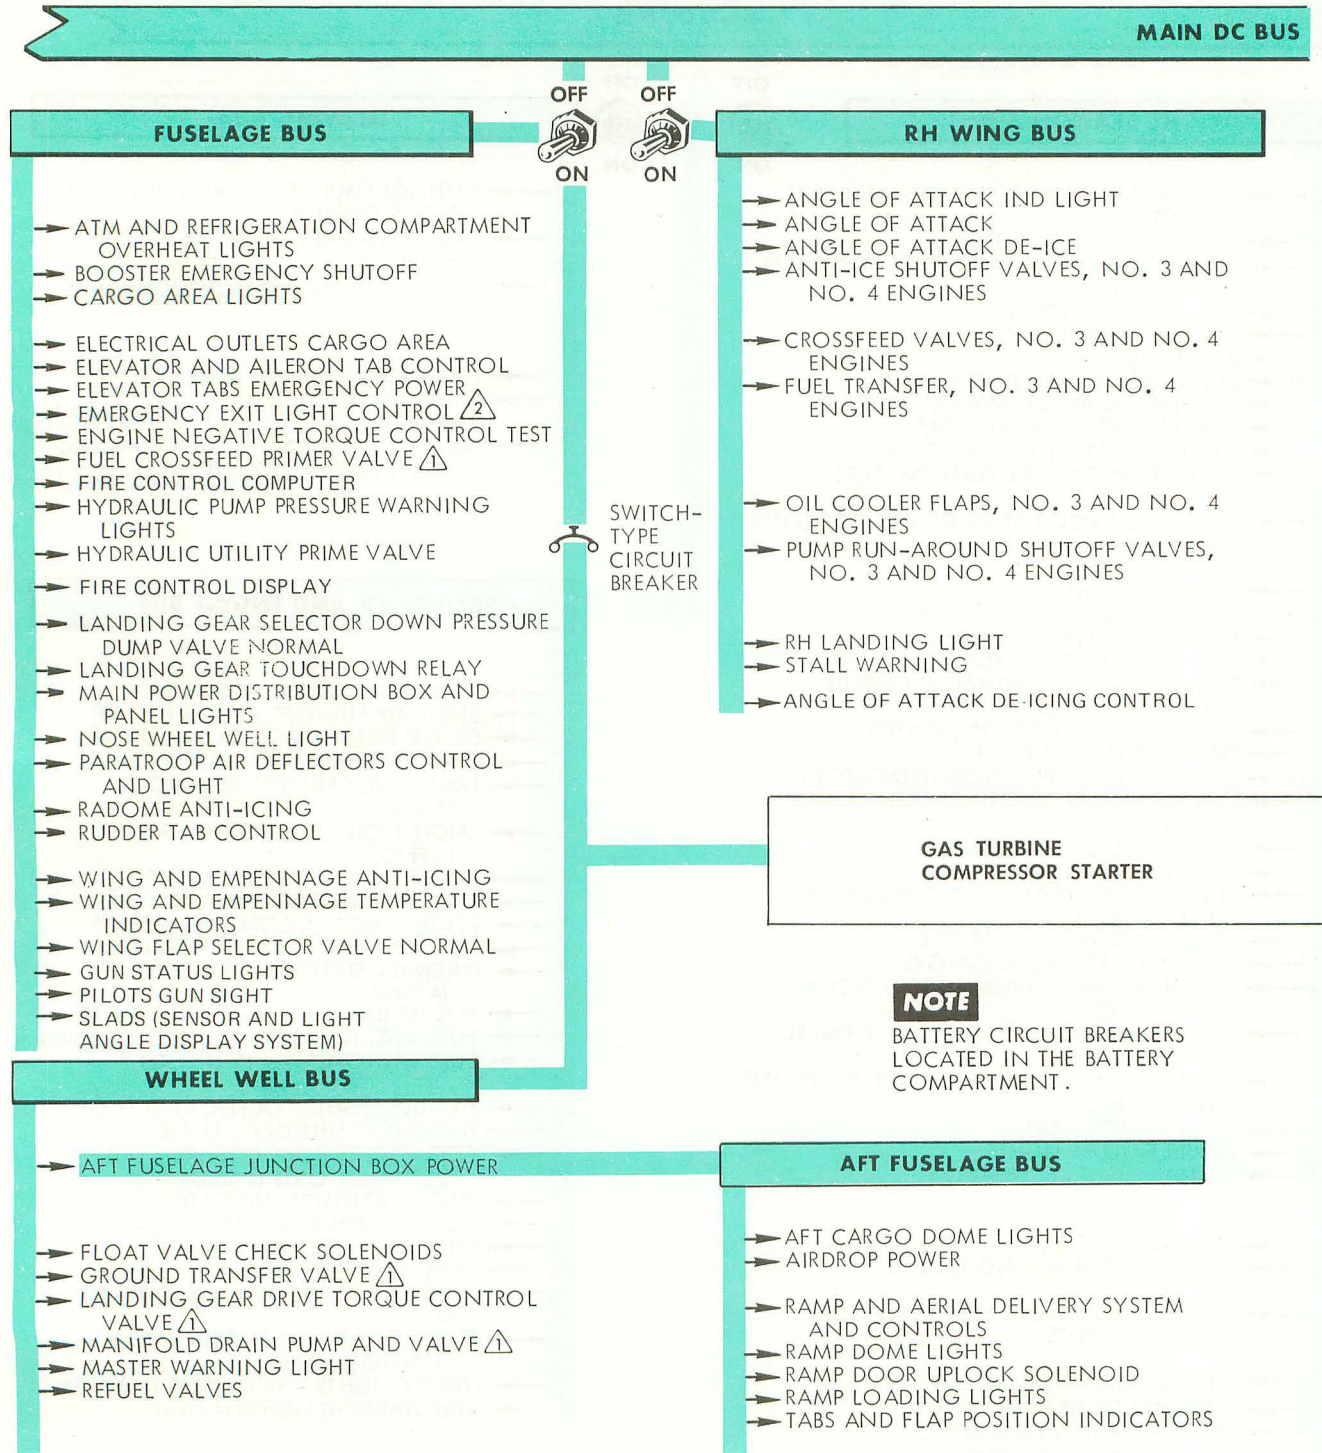 MAIN DC BUS
OFF
OFF
ON
ON
FUSELAGE BUS
ATM AND REFRIGERATION COMPARTMENT
OVERHEAT LIGHTS
BOOSTER EMERGENCY SHUTOFF
CARGO AREA LIGHTS
ELECTRICAL OUTLETS CARGO AREA
ELEVATOR AND AILERON TAB CONTROL
ELEVATOR TABS EMERGENCY POWER
EMERGENCY EXIT LIGHT CONTROL 2
ENGINE NEGATIVE TORQUE CONTROL TEST
FUEL CROSSFEED PRIMER VALVE 1
FIRE CONTROL COMPUTER
HYDRAULIC PUMP PRESSURE WARNING
LIGHTS
HYDRAULIC UTILITY PRIME VALVE
FIRE CONTROL DISPLAY
LANDING GEAR SELECTOR DOWN PRESSURE
DUMP VALVE NORMAL
LANDING GEAR TOUCHDOWN RELAY
MAIN POWER DISTRIBUTION BOX AND
PANEL LIGHTS
NOSE WHEEL WELL LIGHT
PARATROOP AIR DEFLECTORS CONTROL
AND LIGHT
RADOME ANTI-ICING
RUDDER TAB CONTROL
WING AND EMPENNAGE ANTI-ICING
WING AND EMPENNAGE TEMPERATURE
INDICATORS
WING FLAP SELECTOR VALVE NORMAL
GUN STATUS LIGHTS
PILOTS GUN SIGHT
SLADS (SENSOR AND LIGHT
ANGLE DISPLAY SYSTEM)
SWITCH-
TYPE
CIRCUIT
BREAKER
RH WING BUS
ANGLE OF ATTACK IND LIGHT
ANGLE OF ATTACK
ANGLE OF ATTACK DE-ICE
ANTI-ICE SHUTOFF VALVES, NO. 3 AND
NO. 4 ENGINES
CROSSFEED VALVES, NO. 3 AND NO. 4
ENGINES
FUEL TRANSFER, NO. 3 AND NO. 4
ENGINES
OIL COOLER FLAPS, NO. 3 AND NO. 4
ENGINES
PUMP RUN-AROUND SHUTOFF VALVES,
NO. 3 AND NO. 4 ENGINES
RH LANDING LIGHT
STALL WARNING
ANGLE OF ATTACK DE-ICING CONTROL
GAS TURBINE
COMPRESSOR STARTER
NOTE
BATTERY CIRCUIT BREAKERS
LOCATED IN THE BATTERY
COMPARTMENT.
WHEEL WELL BUS
AFT FUSELAGE JUNCTION BOX POWER
FLOAT VALVE CHECK SOLENOIDS
GROUND TRANSFER VALVE 1
LANDING GEAR DRIVE TORQUE CONTROL
VALVE 1
MANIFOLD DRAIN PUMP AND VALVE 1
MASTER WARNING LIGHT
REFUEL VALVES
AFT FUSELAGE BUS
AFT CARGO DOME LIGHTS
AIRDROP POWER
RAMP AND AERIAL DELIVERY SYSTEM
AND CONTROLS
RAMP DOME LIGHTS
RAMP DOOR UPLOCK SOLENOID
RAMP LOADING LIGHTS
TABS AND FLAP POSITION INDICATORS